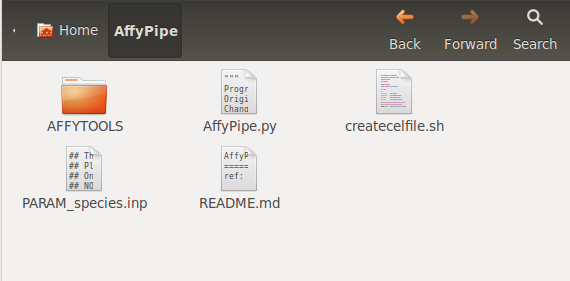 Home AffyPipe Back Forward Search
AFFYTOOLS AffyPipe.py createcelfile.sh
"""
Progr
Origi
Chang
PARAM_species.inp README.md
## Th
## Pl
## On
## NO
AffyP
=====
ref: